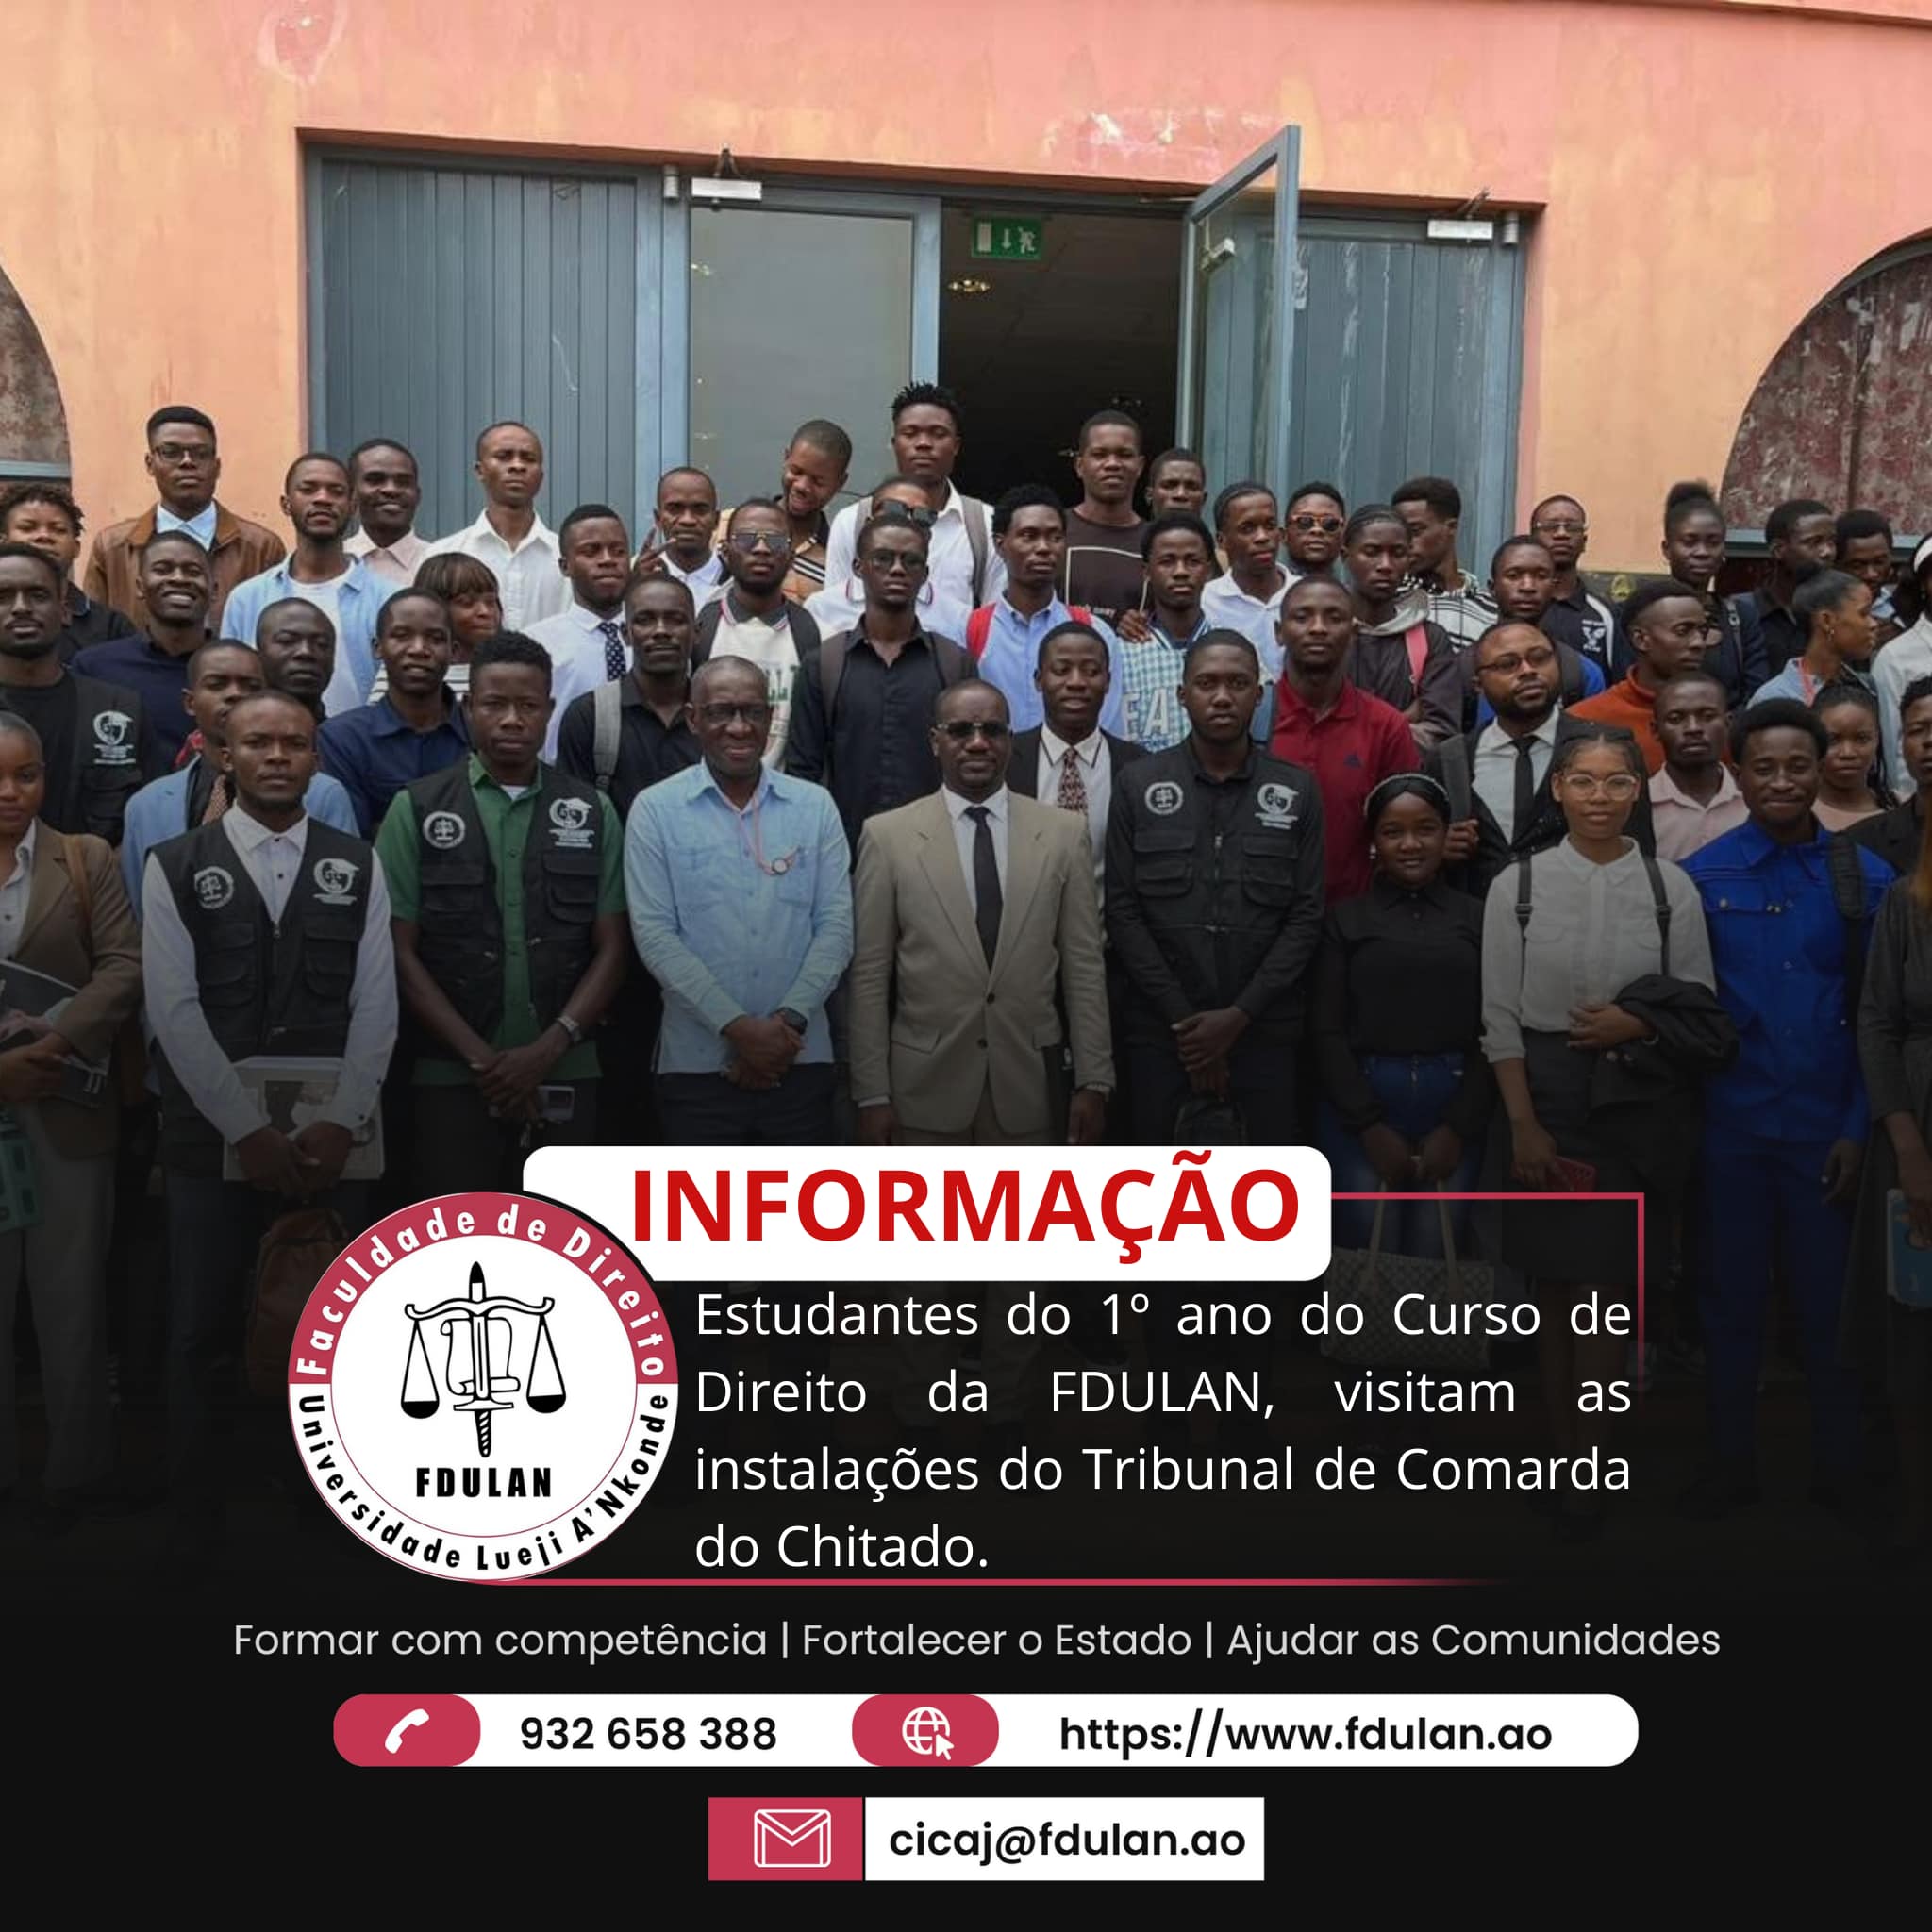 INFORMAÇÃO
Faculdade de Direito
Universidade Lueji A'Nkonde
FDULAN
Estudantes do 1º ano do Curso de
Direito da FDULAN, visitam as
instalações do Tribunal de Comarda
do Chitado.
Formar com competência | Fortalecer o Estado | Ajudar as Comunidades
932 658 388
https://www.fdulan.ao
cicaj@fdulan.ao